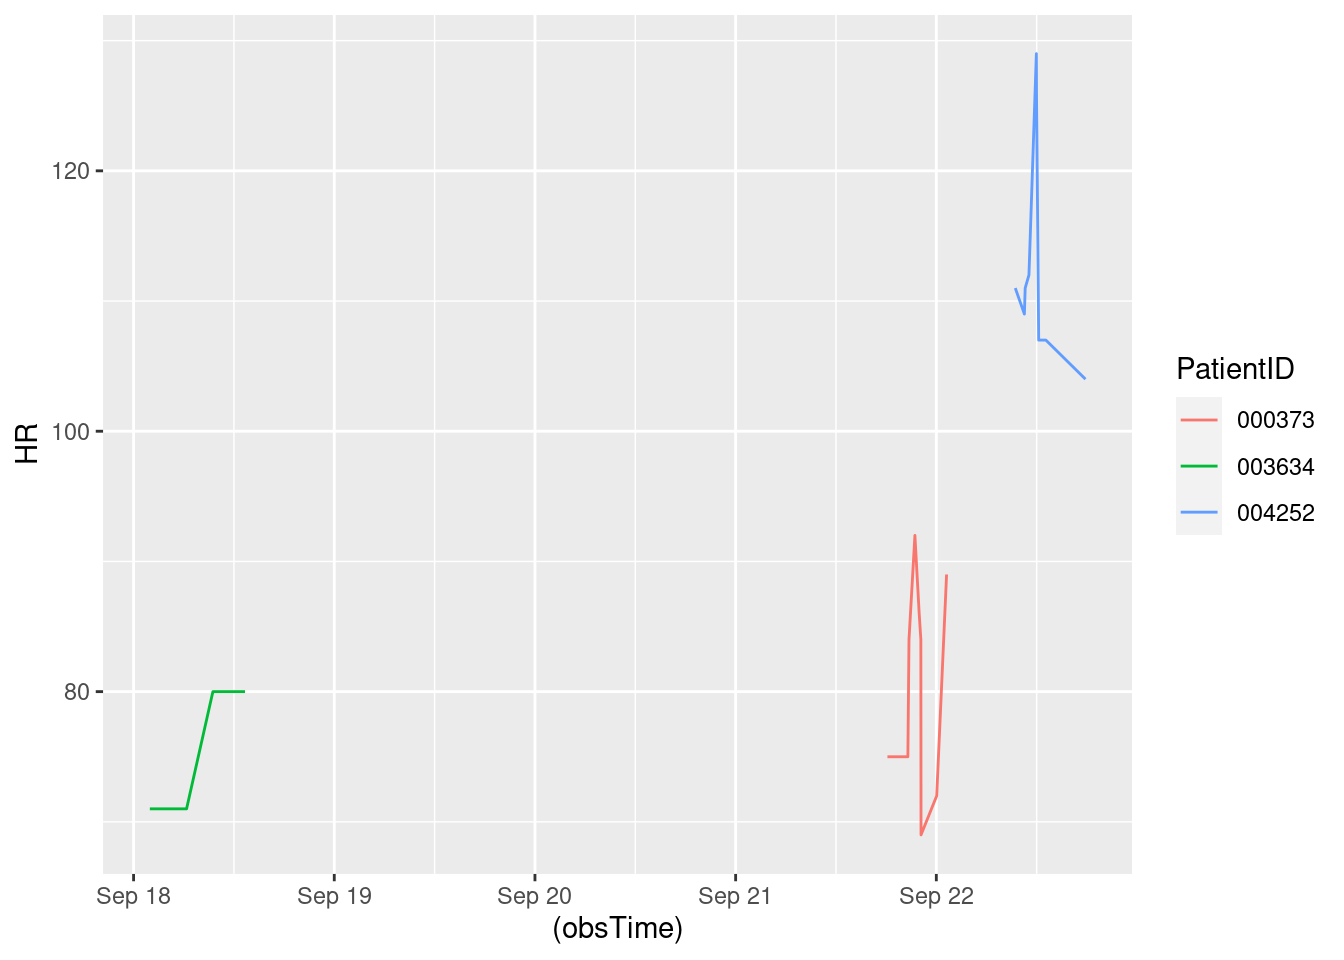 HR
120
100
80
Sep 18
Sep 19
Sep 20
Sep 21
Sep 22
(obsTime)
PatientID
000373
003634
004252